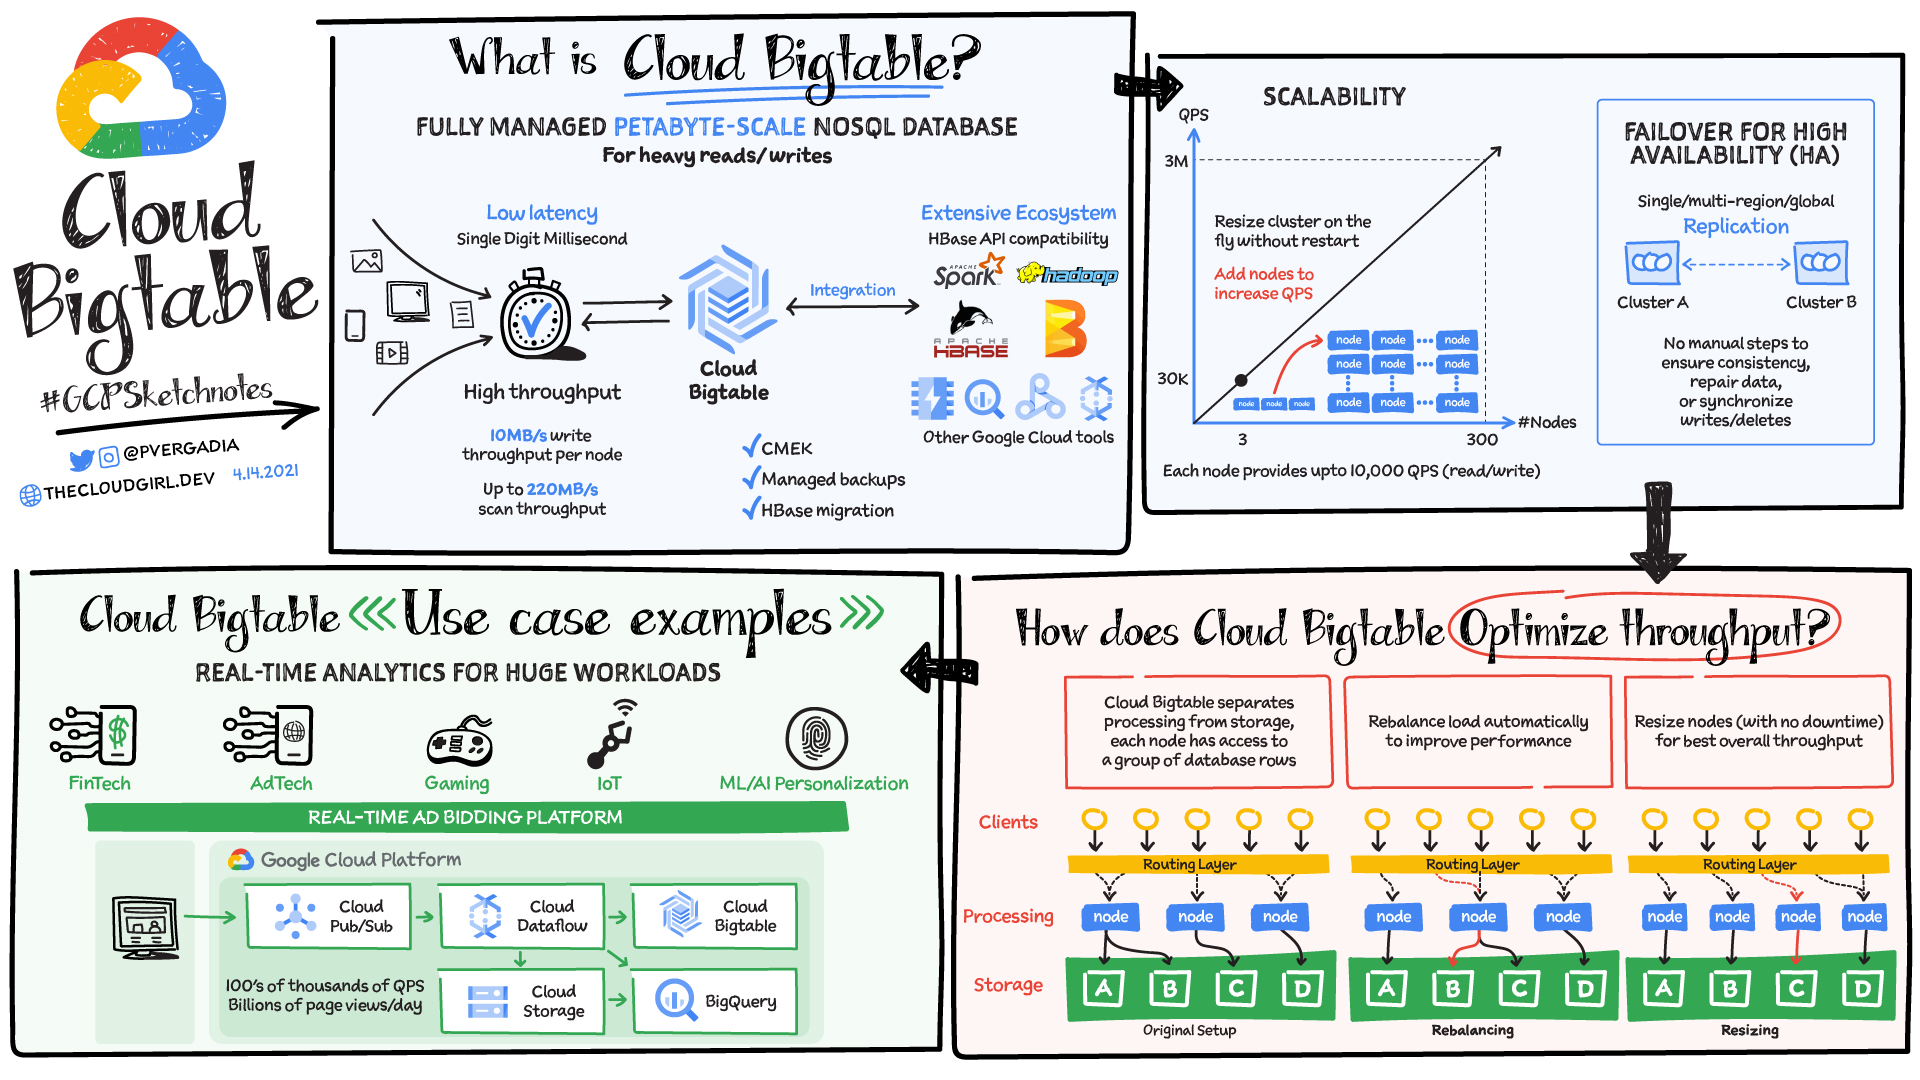 Cloud
Bigtable
#GCPSketchnotes
@PVERGADIA
THECLOUDGIRL.DEV 4.14.2021
What is Cloud Bigtable?
FULLY MANAGED PETABYTE-SCALE NOSQL DATABASE
For heavy reads/writes
Low latency
Single Digit Millisecond
High throughput
10MB/s write
throughput per node
Up to 220MB/s
scan throughput
Cloud
Bigtable
CMEK
Managed backups
HBase migration
Integration
Extensive Ecosystem
HBase API compatibility
APACHE
Spark
hadoop
APACHE
HBASE
Other Google Cloud tools
SCALABILITY
QPS
3M
30K
Resize cluster on the
fly without restart
Add nodes to
increase QPS
node node node
node node node
node node node
node node node
3
300
#Nodes
Each node provides upto 10,000 QPS (read/write)
FAILOVER FOR HIGH
AVAILABILITY (HA)
Single/multi-region/global
Replication
Cluster A
Cluster B
No manual steps to
ensure consistency,
repair data,
or synchronize
writes/deletes
How does Cloud Bigtable Optimize throughput?
Cloud Bigtable separates
processing from storage,
each node has access to
a group of database rows
Rebalance load automatically
to improve performance
Resize nodes (with no downtime)
for best overall throughput
Clients
Routing Layer
Routing Layer
Routing Layer
Processing
node node node
node node node
node node node node
Storage
A B C D
A B C D
A B C D
Original Setup
Rebalancing
Resizing
Cloud Bigtable Use case examples
REAL-TIME ANALYTICS FOR HUGE WORKLOADS
$
FinTech
AdTech
Gaming
IoT
ML/AI Personalization
REAL-TIME AD BIDDING PLATFORM
Google Cloud Platform
Cloud
Pub/Sub
Cloud
Dataflow
Cloud
Bigtable
100's of thousands of QPS
Billions of page views/day
Cloud
Storage
BigQuery